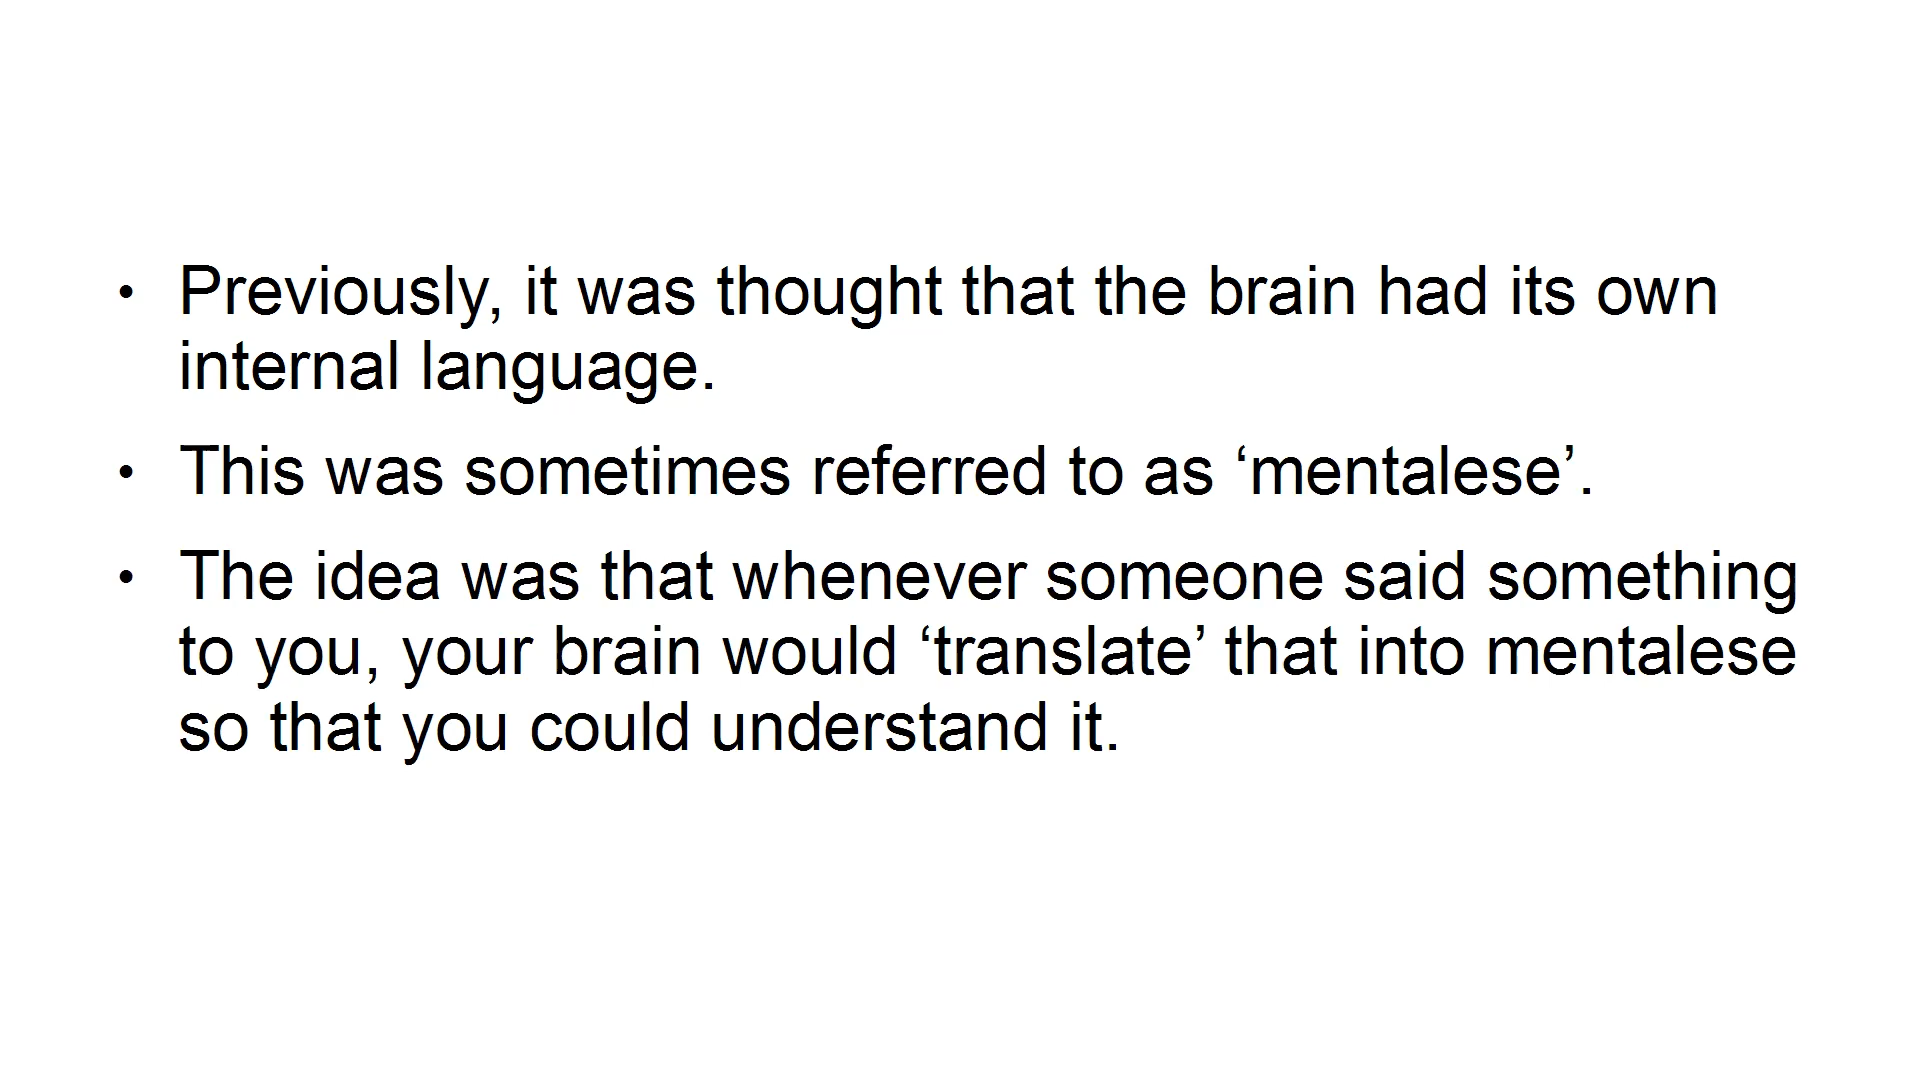 • Previously, it was thought that the brain had its own
internal language.
• This was sometimes referred to as ‘mentalese’.
• The idea was that whenever someone said something
to you, your brain would ‘translate’ that into mentalese
so that you could understand it.